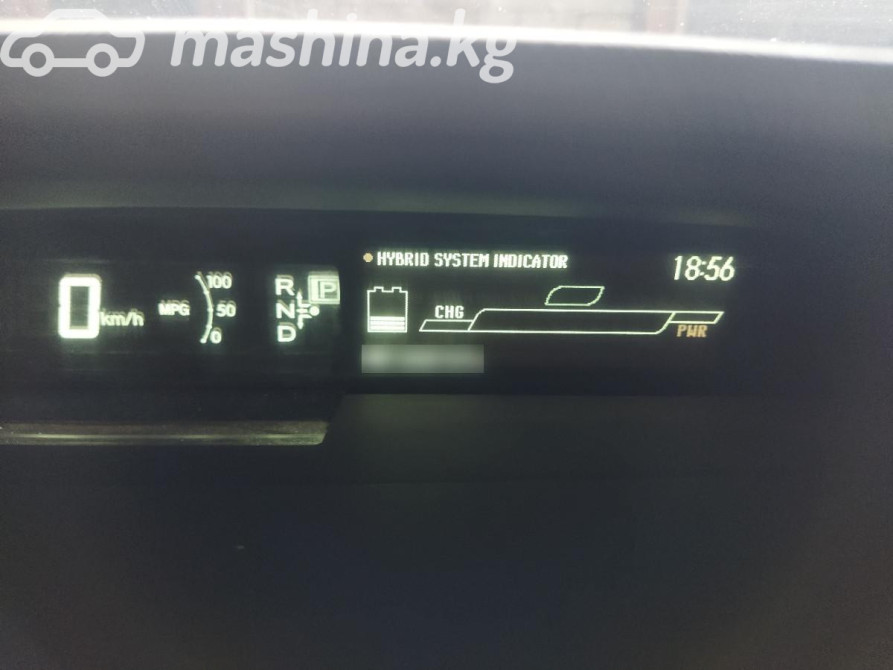 mashina.kg
HYBRID SYSTEM INDICATOR 18:56
0 km/h MPG 100 50 0 R N D P
CHG PWR